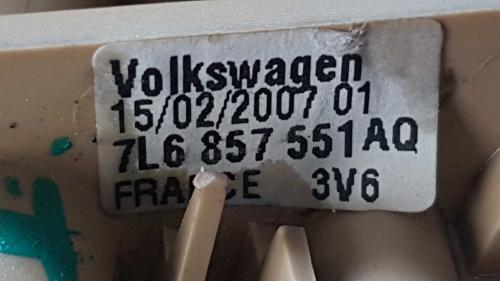 Volkswagen
15/02/2007 01
7L6 857 551AQ
FRANCE 3V6